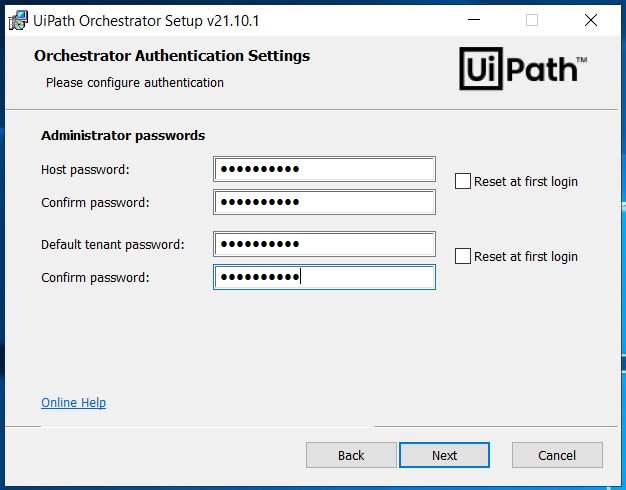 UiPath Orchestrator Setup v21.10.1
Orchestrator Authentication Settings
Please configure authentication
UiPath™
Administrator passwords
Host password: ●●●●●●●●●●
Reset at first login
Confirm password: ●●●●●●●●●●
Default tenant password: ●●●●●●●●●●
Reset at first login
Confirm password: ●●●●●●●●●●
Online Help
Back Next Cancel